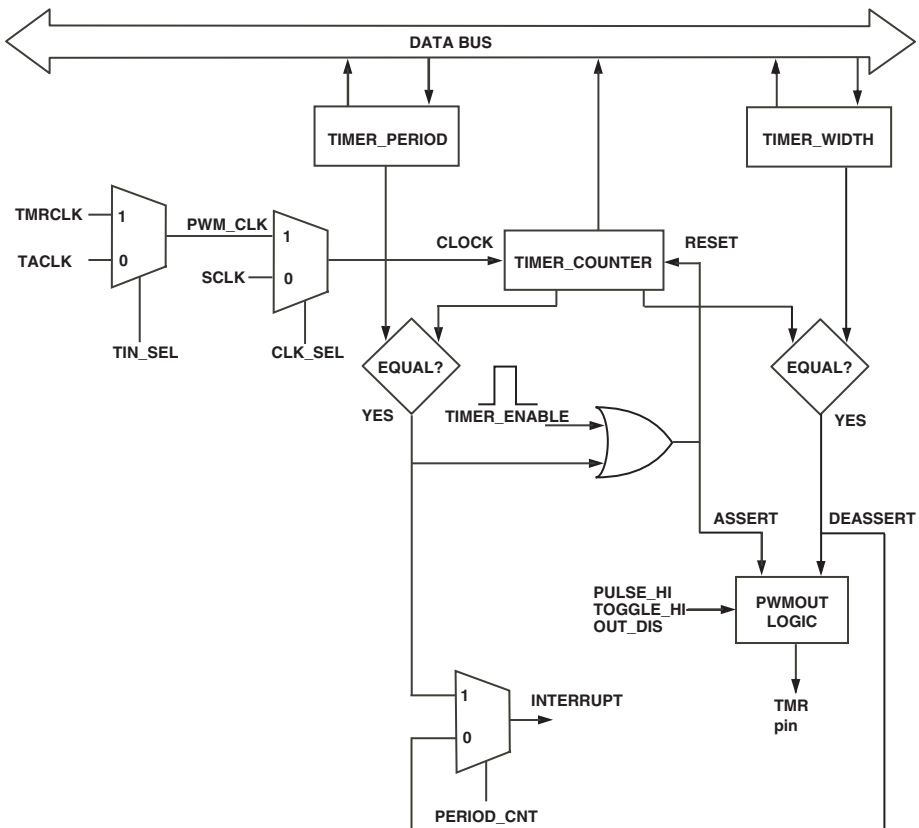 DATA BUS
TIMER_PERIOD
TIMER_WIDTH
TMRCLK
1
PWM_CLK
TACLK
0
1
SCLK
0
CLOCK
TIMER_COUNTER
RESET
TIN_SEL
CLK_SEL
EQUAL?
EQUAL?
YES
TIMER_ENABLE
YES
ASSERT
DEASSERT
PULSE_HI
TOGGLE_HI
OUT_DIS
PWMOUT
LOGIC
1
INTERRUPT
0
TMR
pin
PERIOD_CNT